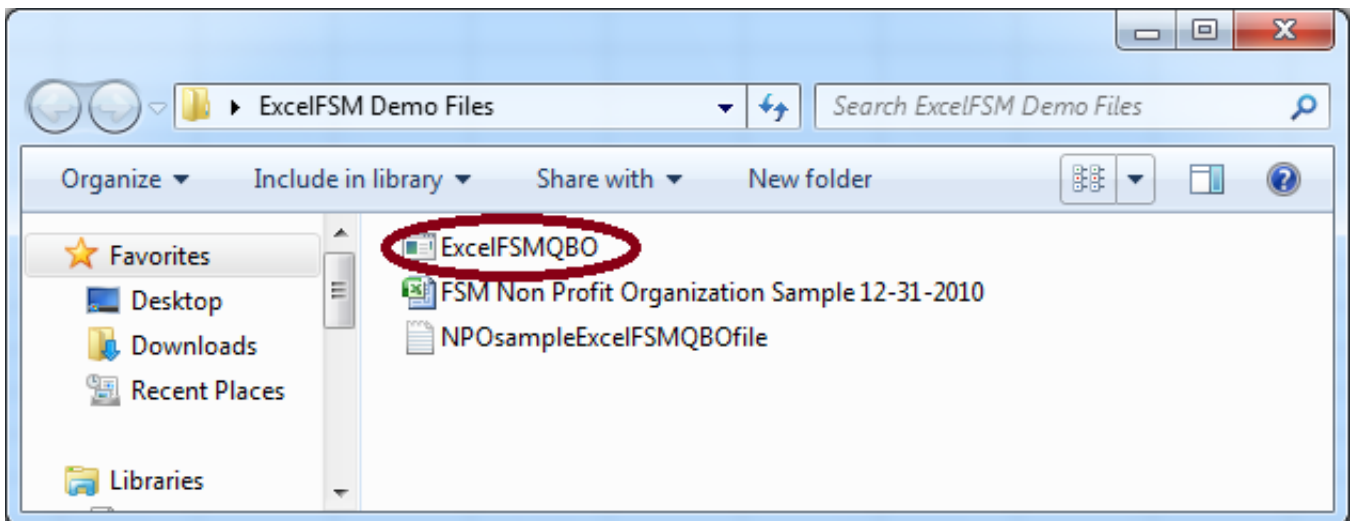 ExcelFSM Demo Files
Search ExcelFSM Demo Files
Organize
Include in library
Share with
New folder
Favorites
Desktop
Downloads
Recent Places
Libraries
ExcelFSMQBO
FSM Non Profit Organization Sample 12-31-2010
NPOsampleExcelFSMQBOfile